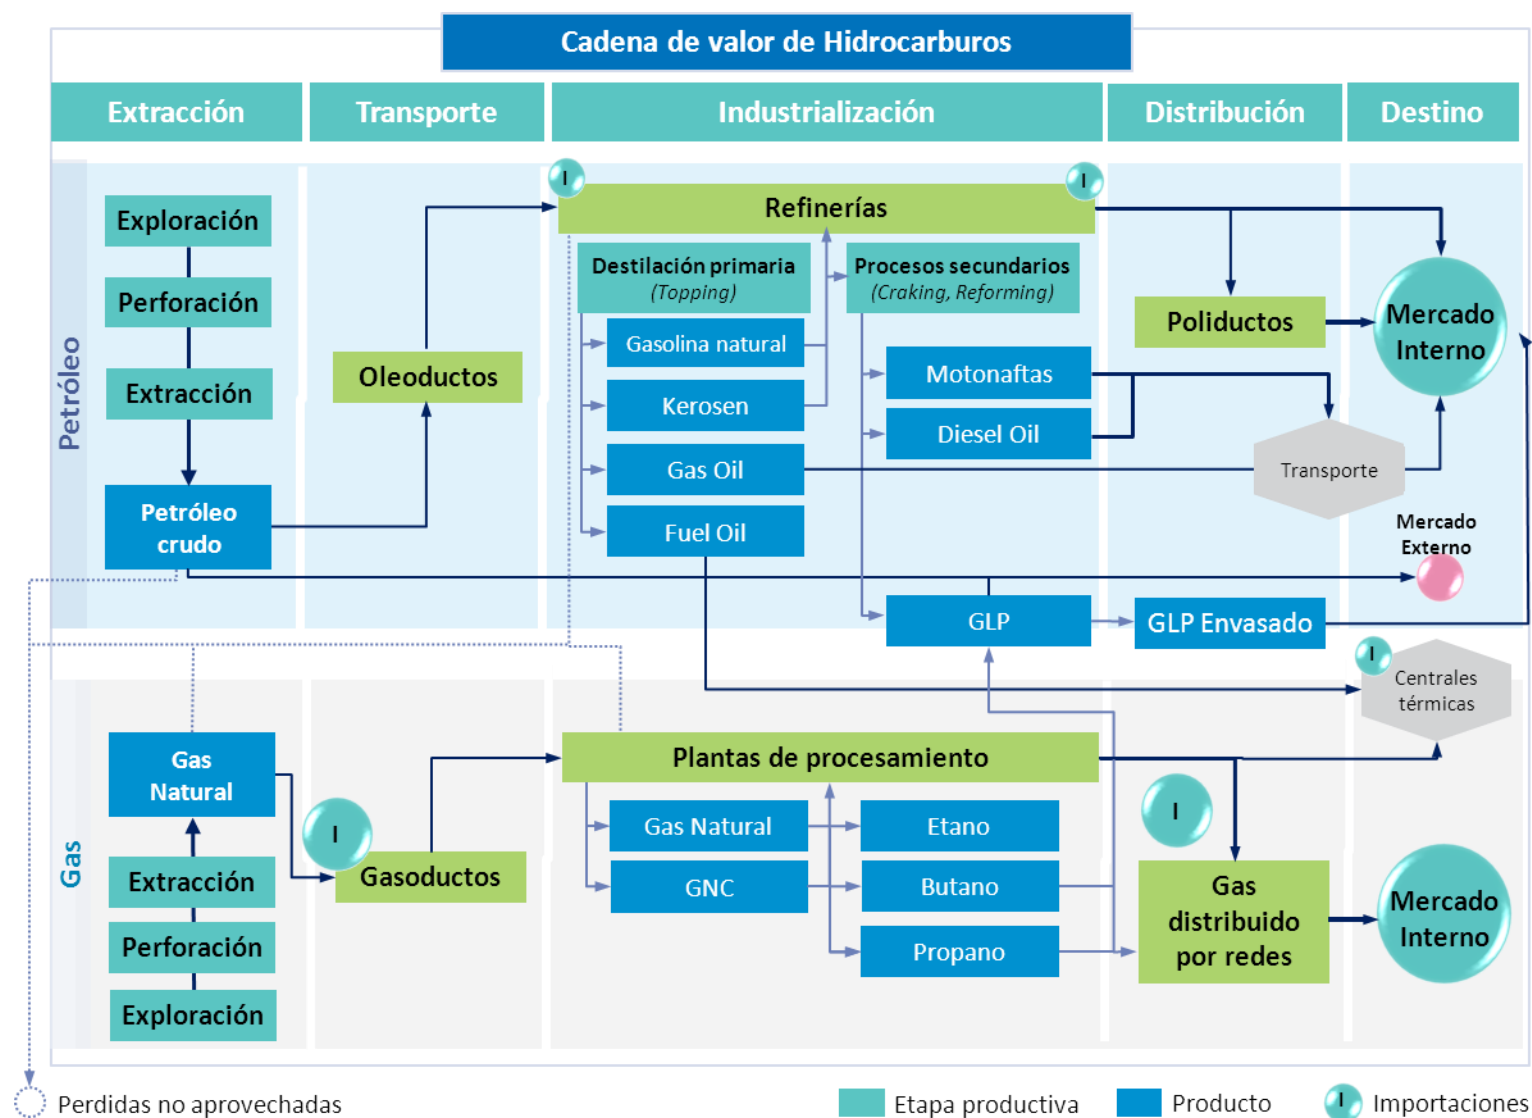 Cadena de valor de Hidrocarburos
Extracción
Transporte
Industrialización
Distribución
Destino
Petróleo
Exploración
Perforación
Extracción
Petróleo
crudo
Oleoductos
I
I
Refinerías
Destilación primaria
(Topping)
Procesos secundarios
(Craking, Reforming)
Gasolina natural
Kerosen
Gas Oil
Fuel Oil
Motonaftas
Diesel Oil
GLP
Poliductos
Transporte
GLP Envasado
Mercado
Interno
Mercado
Externo
I
Centrales
térmicas
Gas
Gas
Natural
Extracción
Perforación
Exploración
I
Gasoductos
Plantas de procesamiento
Gas Natural
GNC
Etano
Butano
Propano
I
Gas
distribuido
por redes
Mercado
Interno
Perdidas no aprovechadas
Etapa productiva
Producto
I
Importaciones